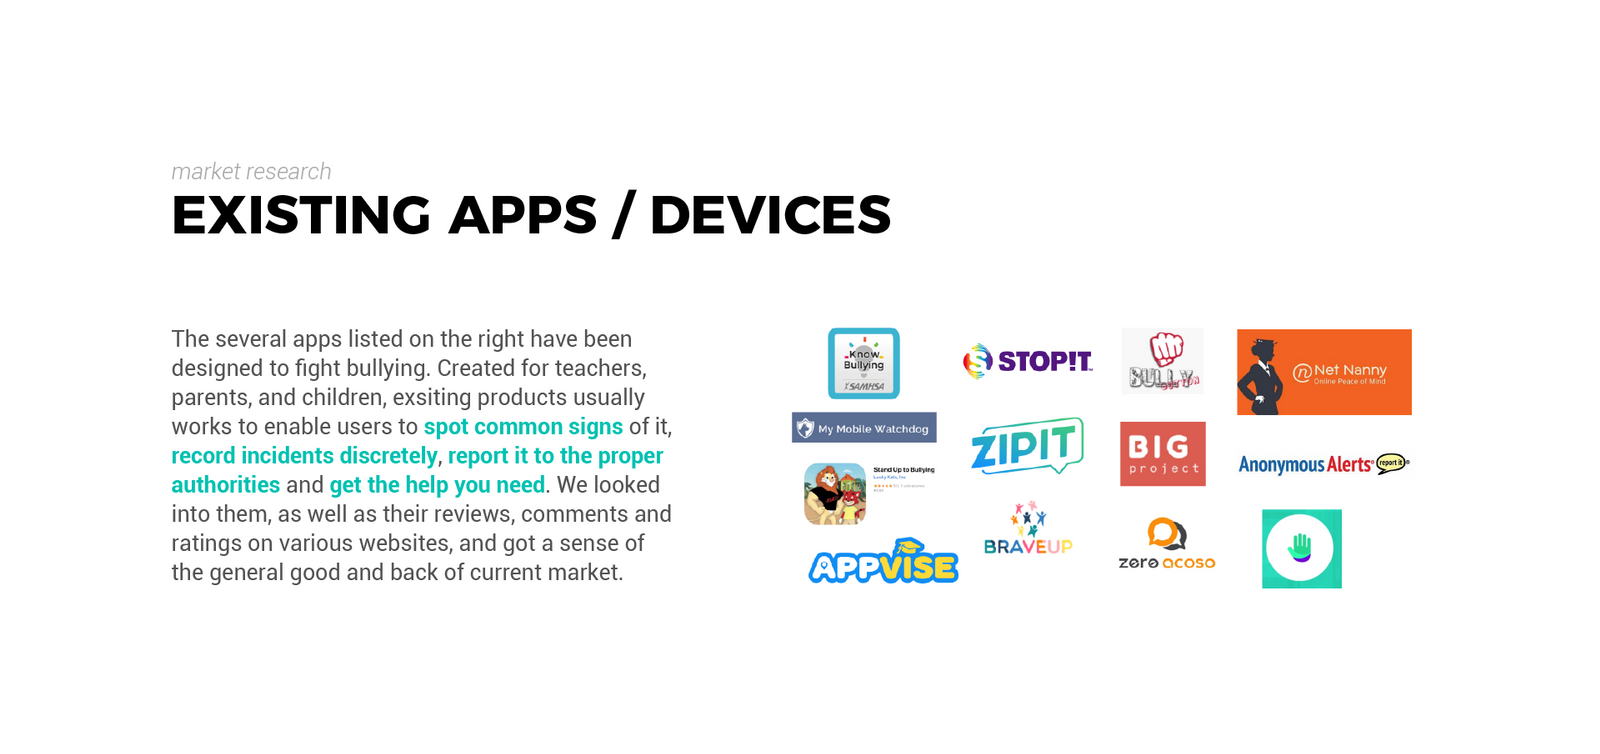 market research
EXISTING APPS / DEVICES
The several apps listed on the right have been
designed to fight bullying. Created for teachers,
parents, and children, exsiting products usually
works to enable users to spot common signs of it,
record incidents discretely, report it to the proper
authorities and get the help you need. We looked
into them, as well as their reviews, comments and
ratings on various websites, and got a sense of
the general good and back of current market.
Know
Bullying
SAMHSA
STOP!T
BULLY
BUTTON
Net Nanny
Online Peace of Mind
My Mobile Watchdog
ZIPIT
BIG
project
Anonymous Alerts® report it®
Stand Up to Bullying
BRAVEUP
APPVISE
zero acoso